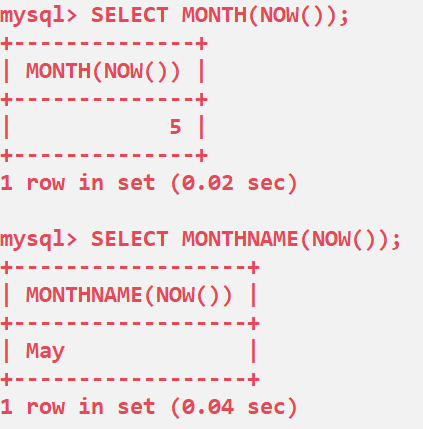 mysql> SELECT MONTH(NOW());
+--------------+
| MONTH(NOW()) |
+--------------+
|            5 |
+--------------+
1 row in set (0.02 sec)

mysql> SELECT MONTHNAME(NOW());
+------------------+
| MONTHNAME(NOW()) |
+------------------+
| May              |
+------------------+
1 row in set (0.04 sec)